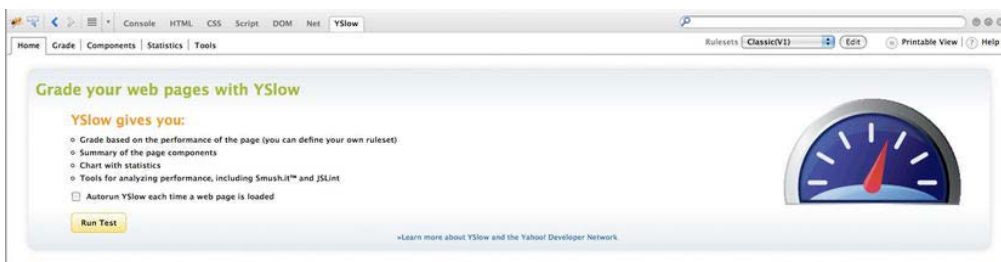 Console HTML CSS Script DOM Net YSlow
Home Grade Components Statistics Tools Rulesets Classic(V1) Edit Printable View ? Help
Grade your web pages with YSlow
YSlow gives you:
Grade based on the performance of the page (you can define your own ruleset)
Summary of the page components
Chart with statistics
Tools for analyzing performance, including Smush.it™ and JSLint
Autorun YSlow each time a web page is loaded
Run Test
»Learn more about YSlow and the Yahoo! Developer Network